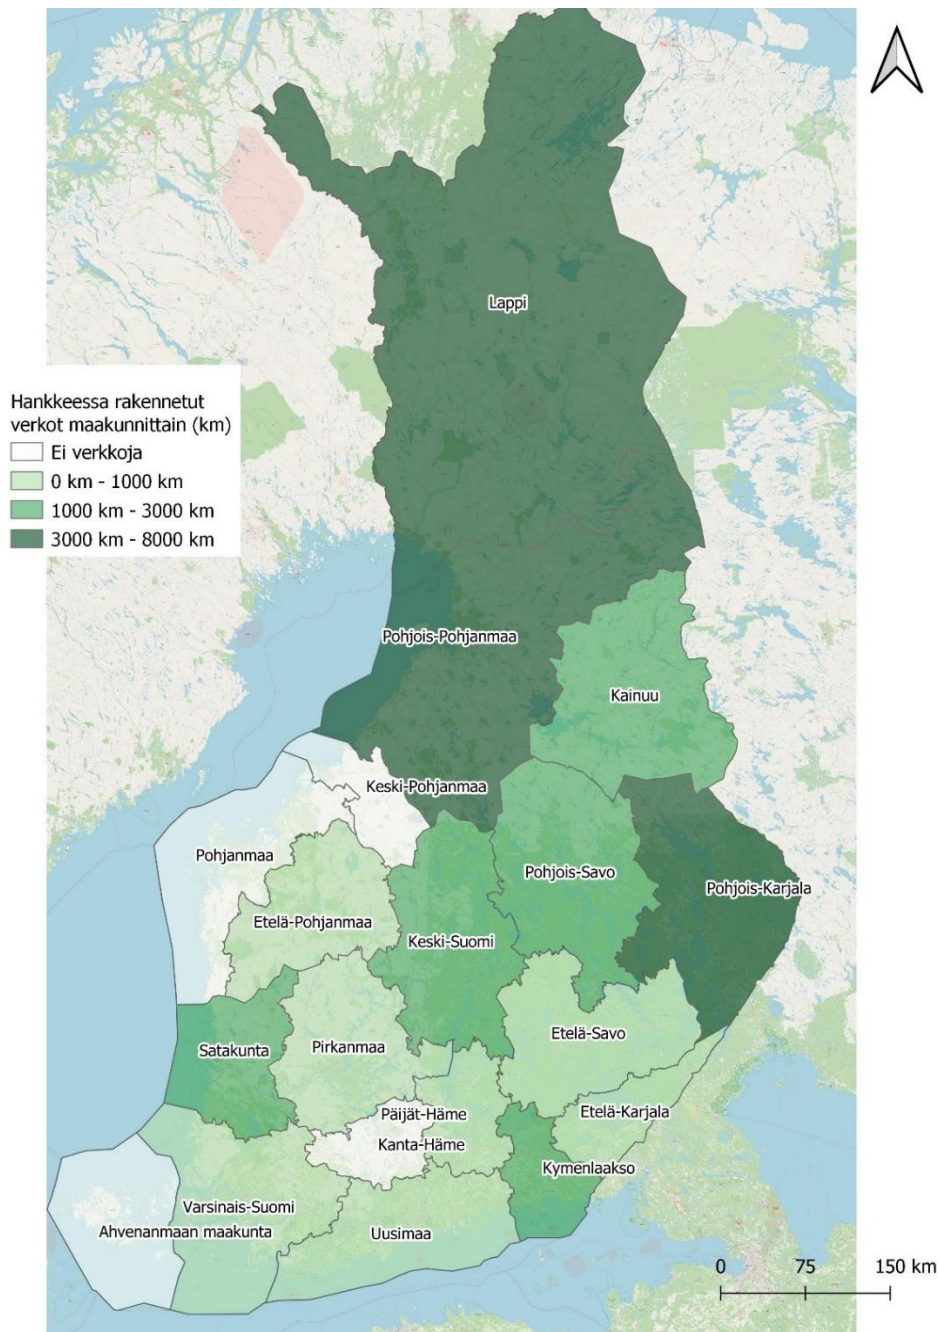 Lappi
Hankkeessa rakennetut
verkot maakunnittain (km)
Ei verkkoja
0 km - 1000 km
1000 km - 3000 km
3000 km - 8000 km
Pohjois-Pohjanmaa
Kainuu
Keski-Pohjanmaa
Pohjanmaa
Pohjois-Savo
Pohjois-Karjala
Etelä-Pohjanmaa
Keski-Suomi
Etelä-Savo
Satakunta
Pirkanmaa
Päijät-Häme
Etelä-Karjala
Kanta-Häme
Kymenlaakso
Varsinais-Suomi
Ahvenanmaan maakunta
Uusimaa
0 75 150 km